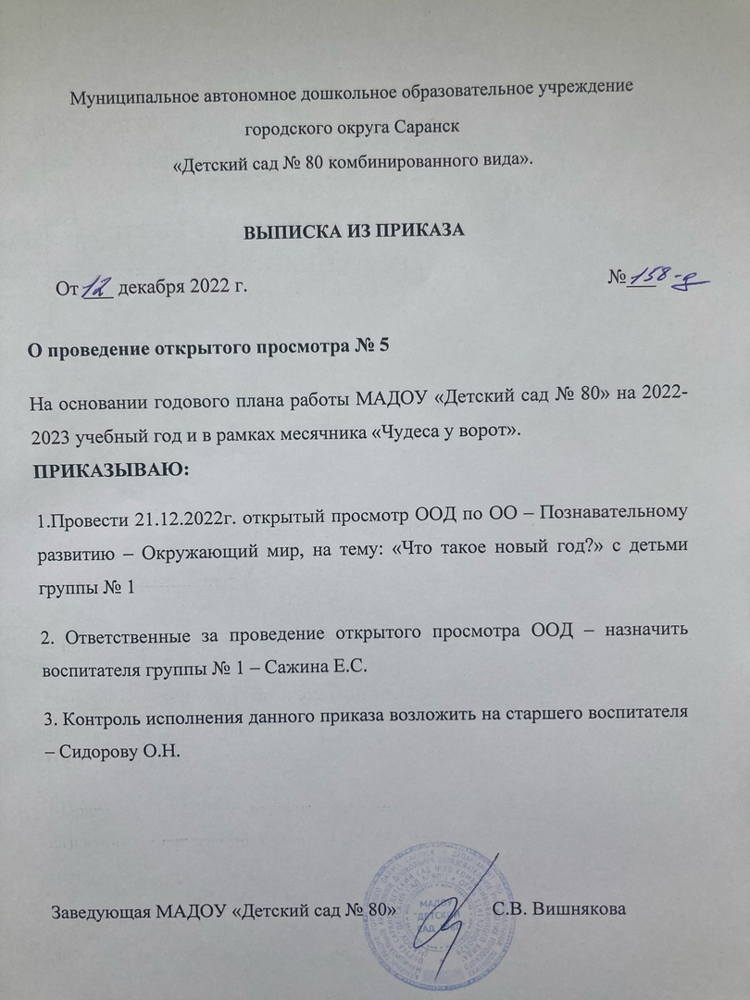 Муниципальное автономное дошкольное образовательное учреждение
городского округа Саранск
«Детский сад № 80 комбинированного вида».
ВЫПИСКА ИЗ ПРИКАЗА
От 12 декабря 2022 г. № 158-д
О проведение открытого просмотра № 5
На основании годового плана работы МАДОУ «Детский сад № 80» на 2022-
2023 учебный год и в рамках месячника «Чудеса у ворот».
ПРИКАЗЫВАЮ:
1.Провести 21.12.2022г. открытый просмотр ООД по ОО – Познавательному
развитию – Окружающий мир, на тему: «Что такое новый год?» с детьми
группы № 1
2. Ответственные за проведение открытого просмотра ООД – назначить
воспитателя группы № 1 – Сажина Е.С.
3. Контроль исполнения данного приказа возложить на старшего воспитателя
– Сидорову О.Н.
Заведующая МАДОУ «Детский сад № 80» С.В. Вишнякова
МАДОУ
"ДЕТСКИЙ
САД